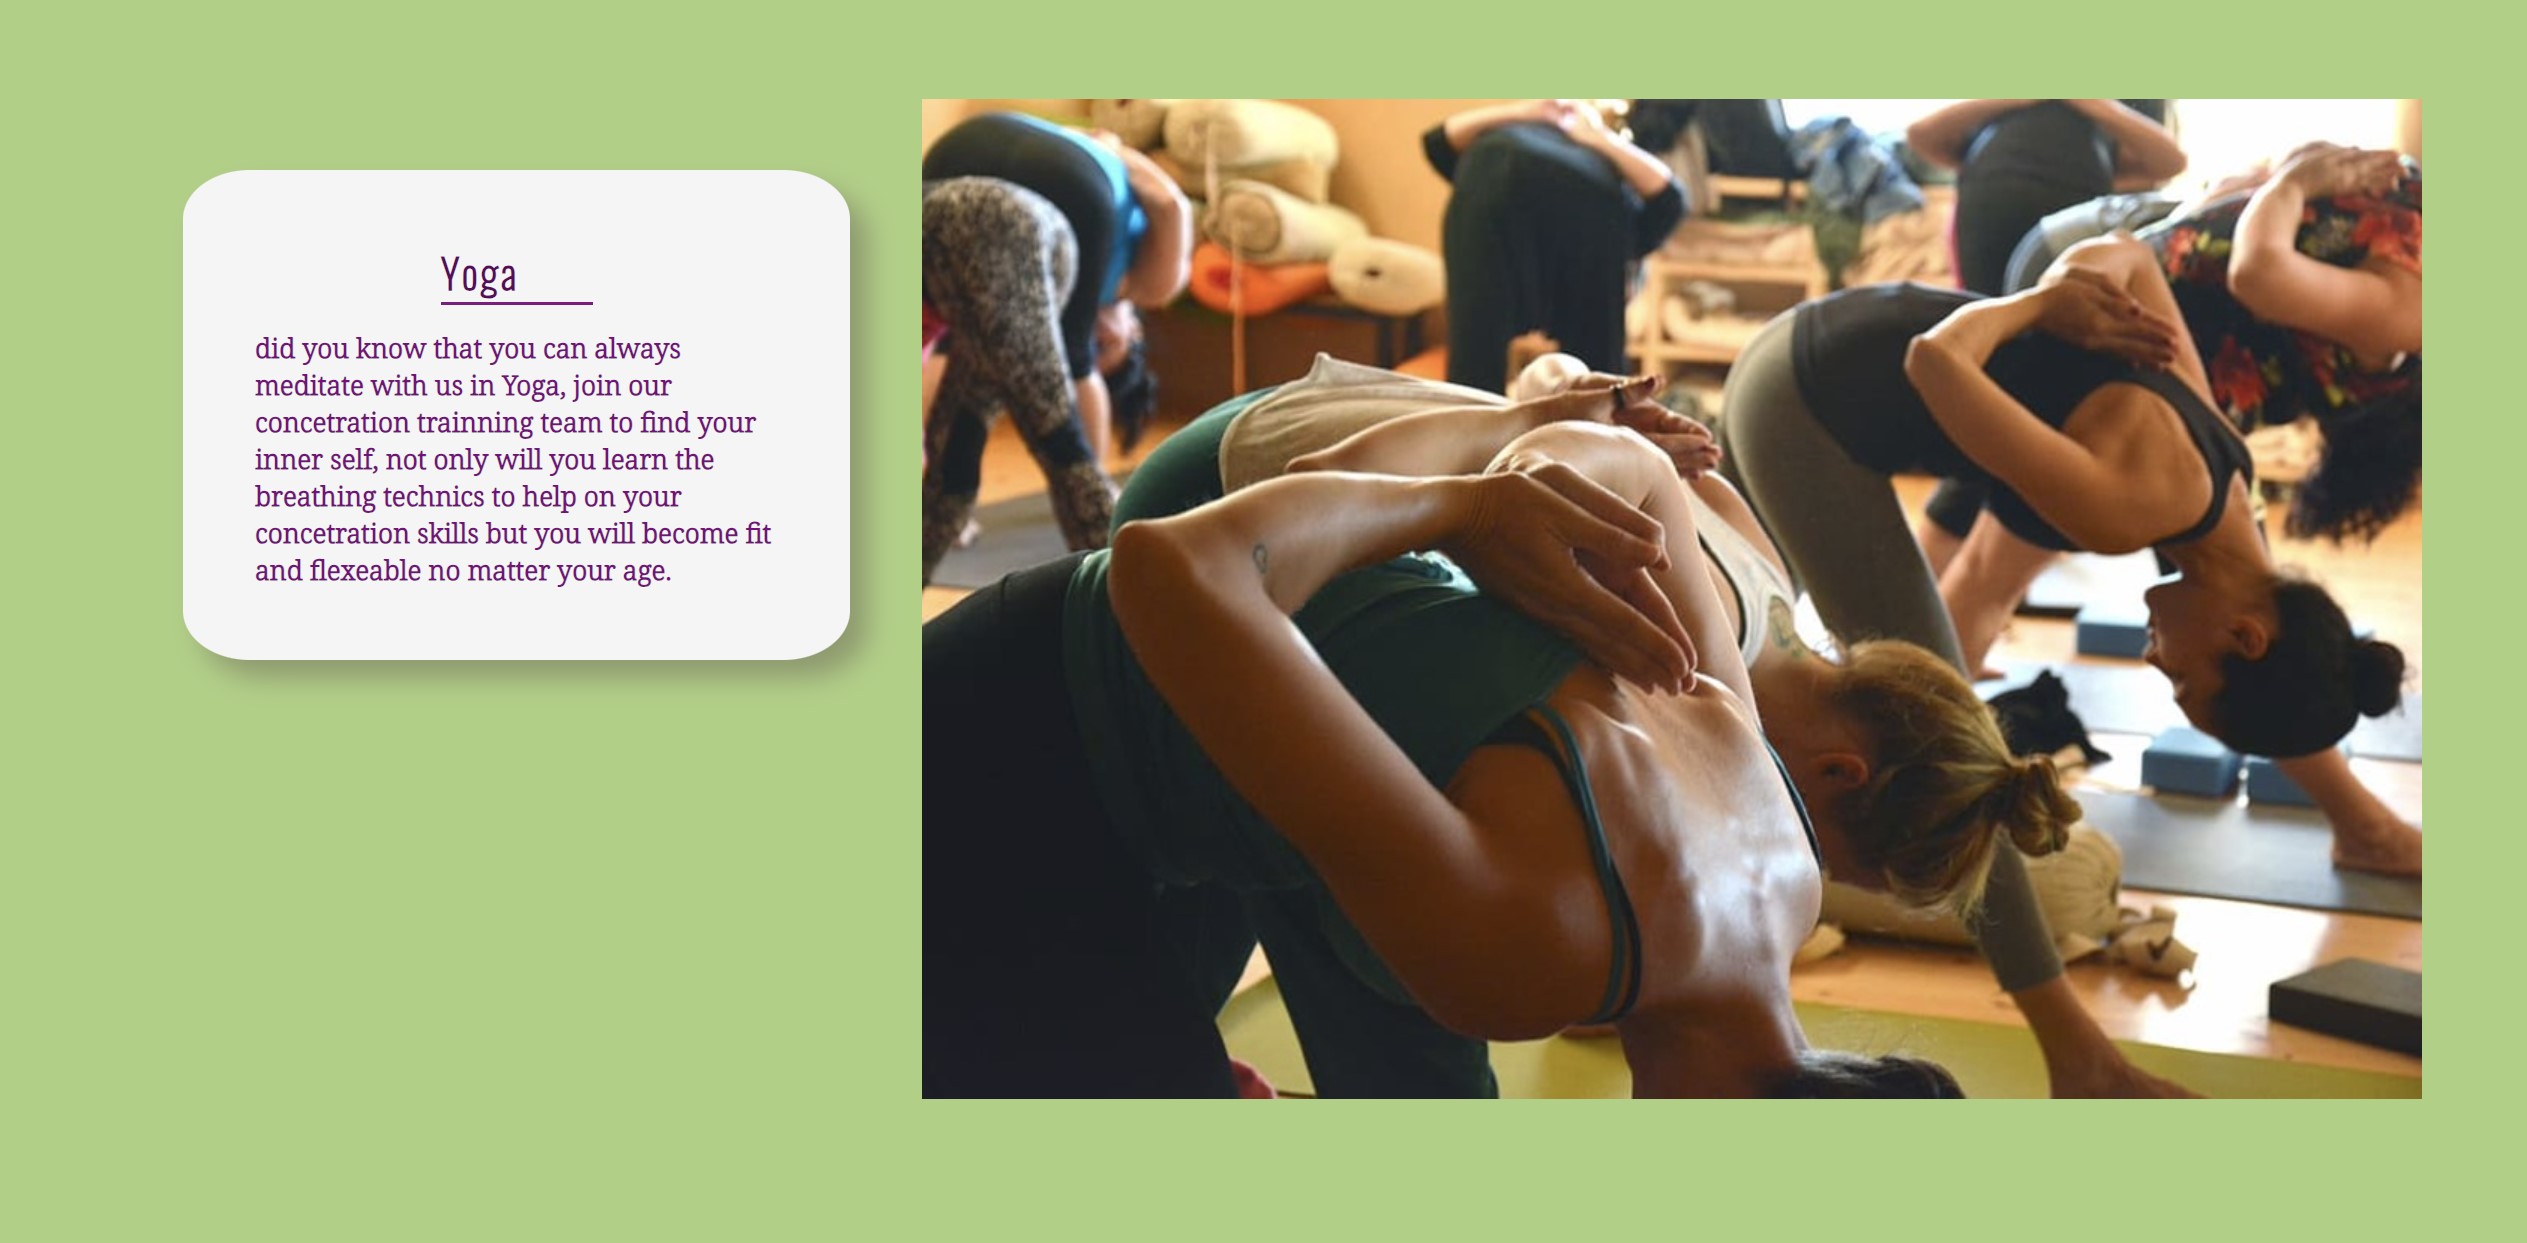 Yoga
did you know that you can always
meditate with us in Yoga, join our
concetration trainning team to find your
inner self, not only will you learn the
breathing technics to help on your
concetration skills but you will become fit
and flexeable no matter your age.